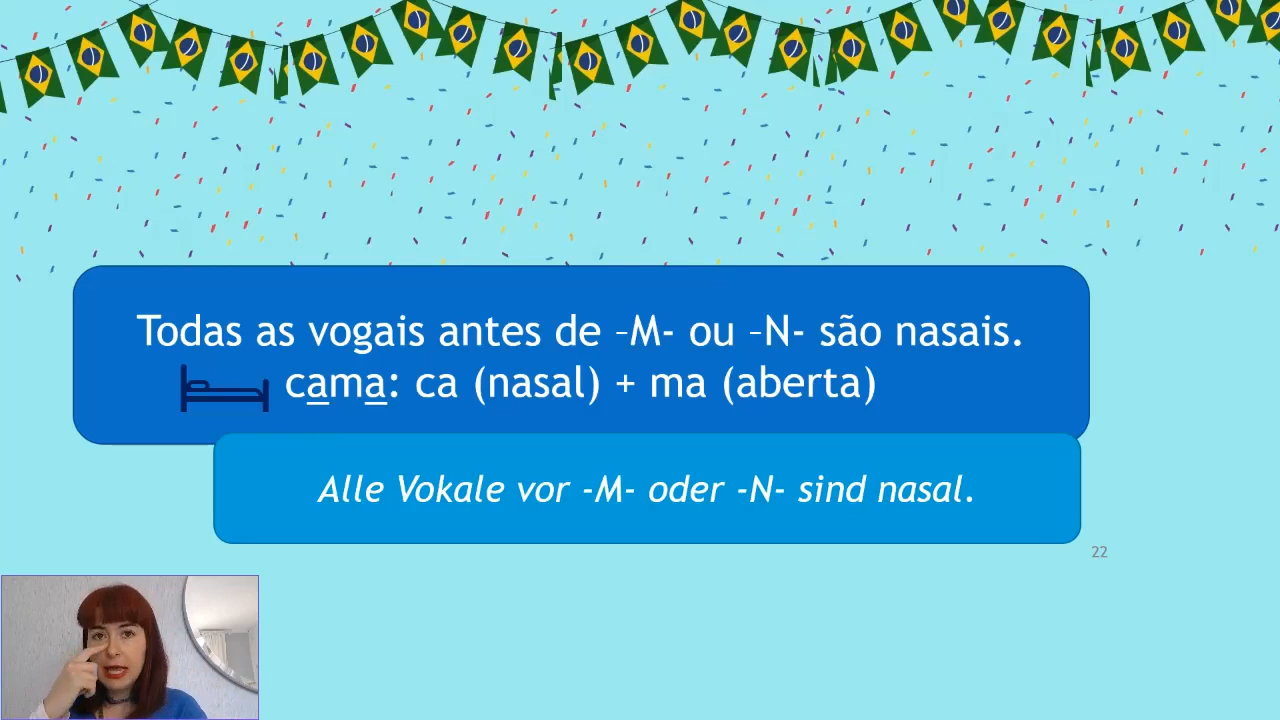 Todas as vogais antes de –M- ou –N- são nasais.
cama: ca (nasal) + ma (aberta)
Alle Vokale vor -M- oder -N- sind nasal.
22